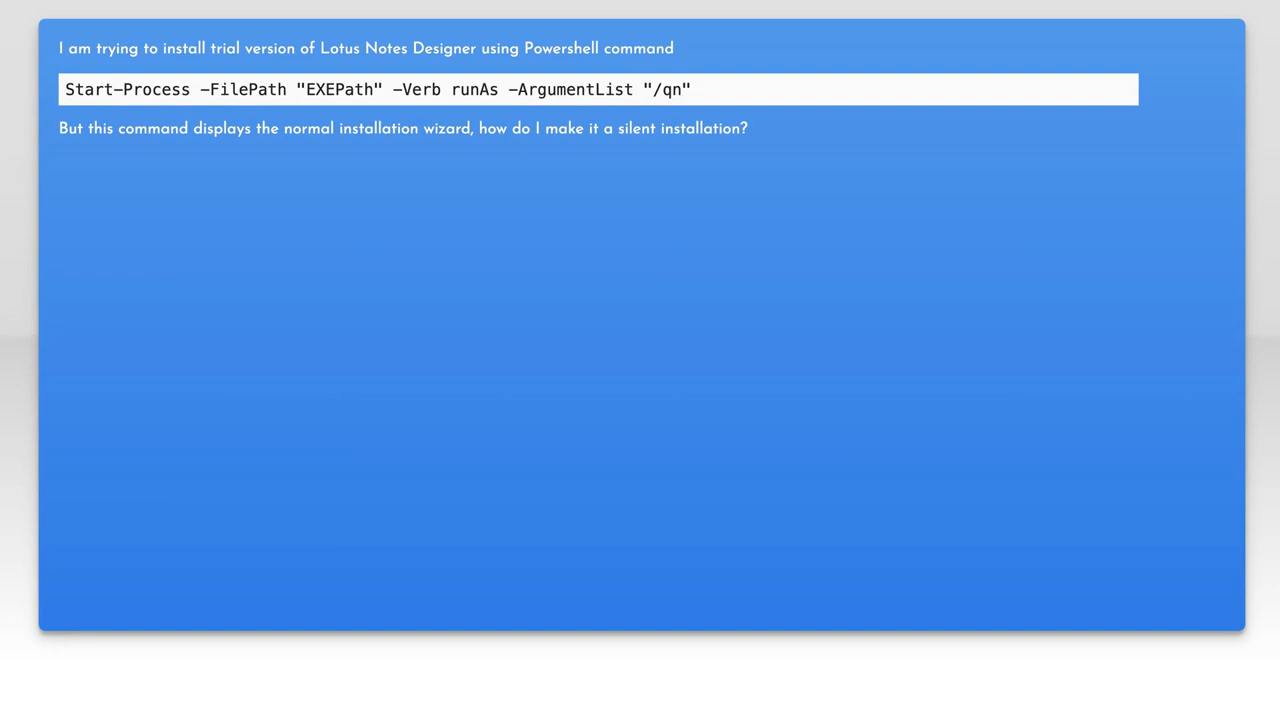 I am trying to install trial version of Lotus Notes Designer using Powershell command
Start-Process -FilePath "EXEPath" -Verb runAs -ArgumentList "/qn"
But this command displays the normal installation wizard, how do I make it a silent installation?